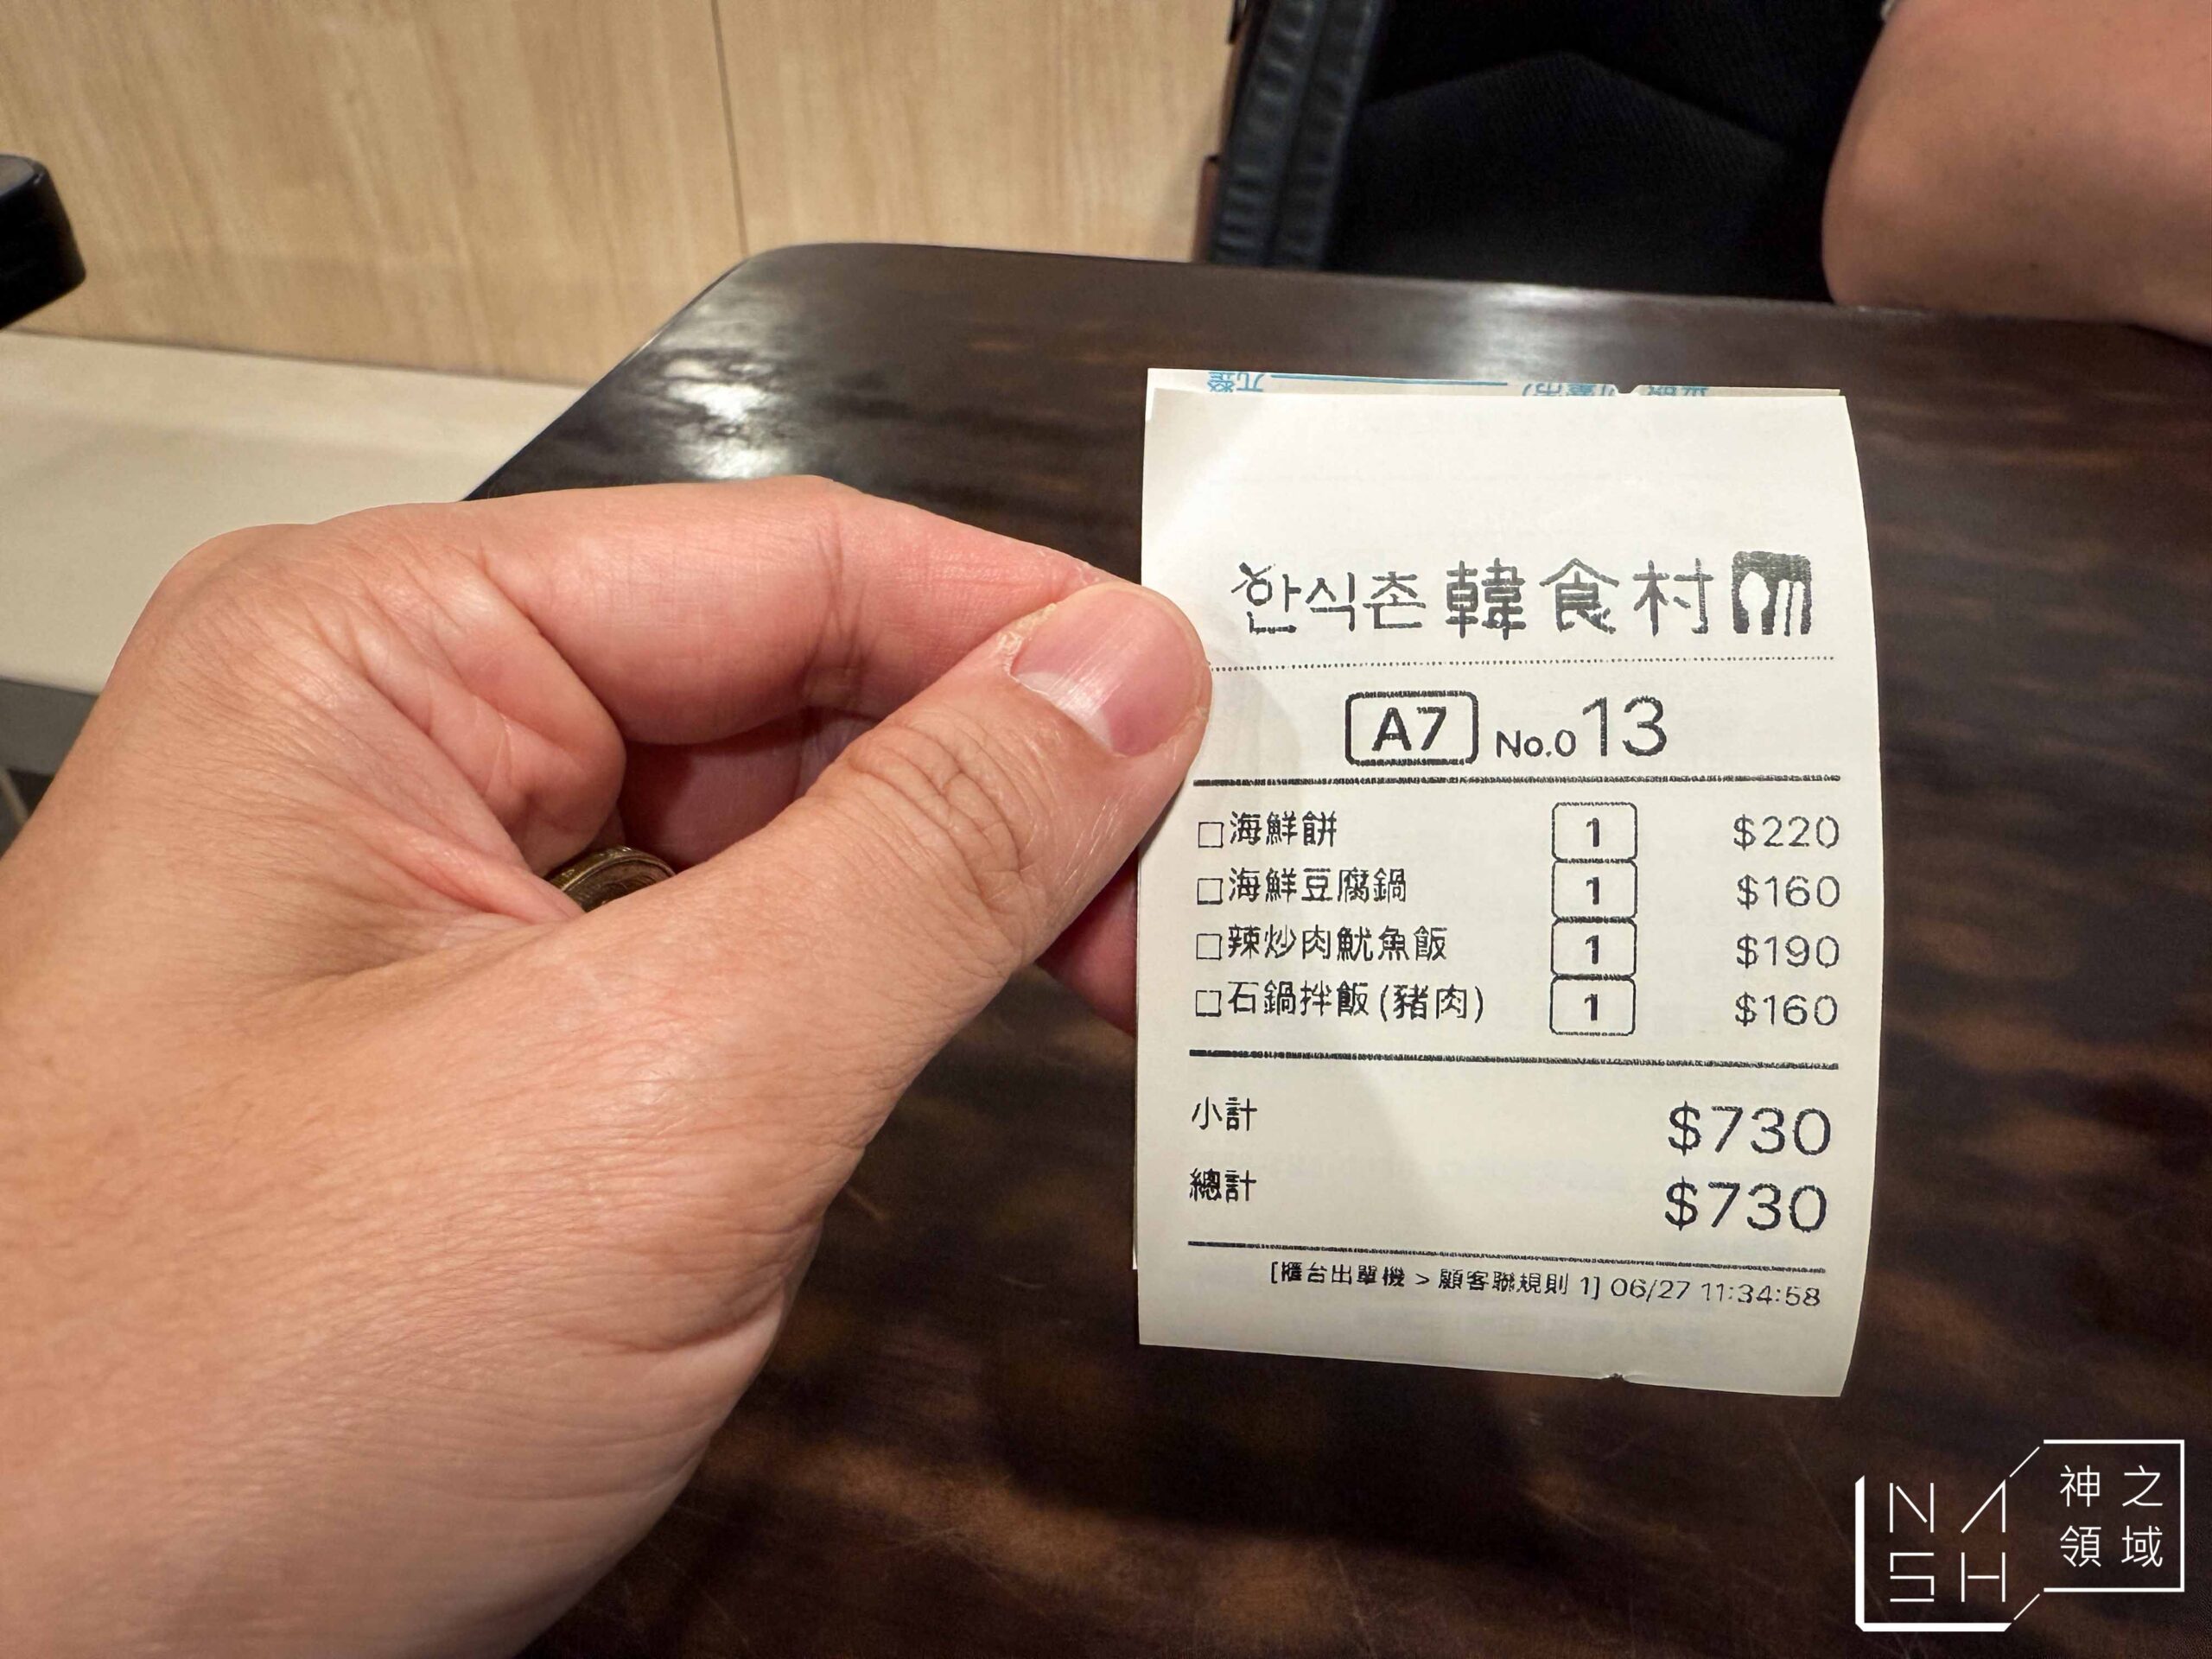 한식촌 韓食村
A7 No.013
□海鮮餅 1 $220
□海鮮豆腐鍋 1 $160
□辣炒肉魷魚飯 1 $190
□石鍋拌飯(豬肉) 1 $160
小計 $730
總計 $730
[櫃台出單機 > 顧客聯規則 1] 06/27 11:34:58
NASH
神之
領域